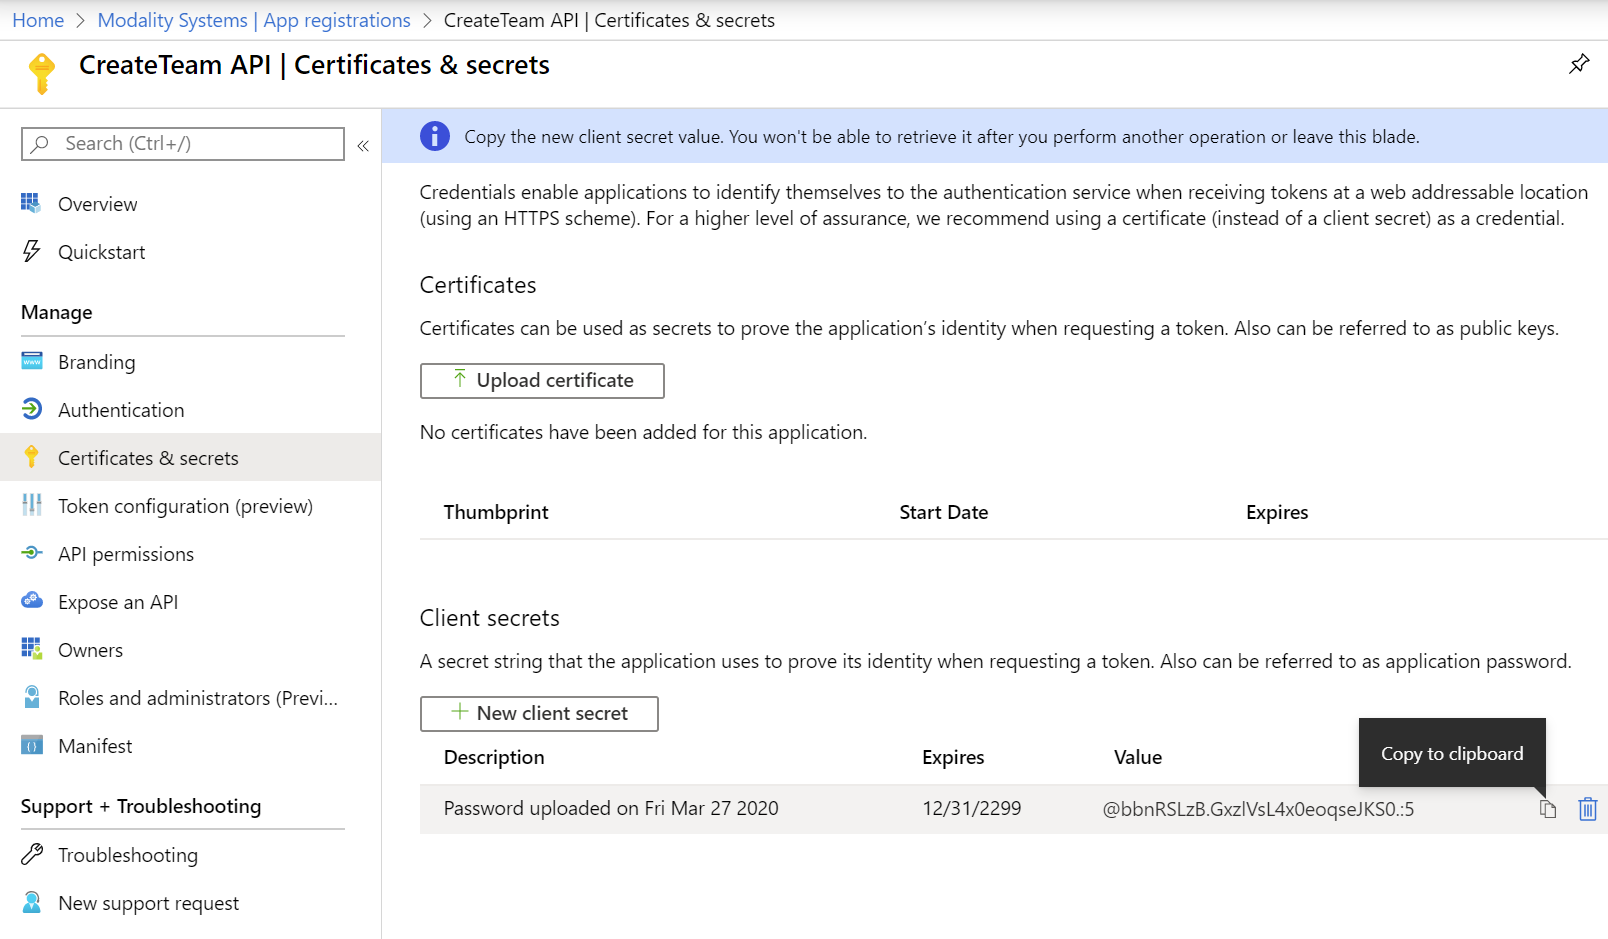 Home > Modality Systems | App registrations > CreateTeam API | Certificates & secrets
CreateTeam API | Certificates & secrets
Search (Ctrl+/)
«
Overview
Quickstart
Manage
Branding
Authentication
Certificates & secrets
Token configuration (preview)
API permissions
Expose an API
Owners
Roles and administrators (Previ...
Manifest
Support + Troubleshooting
Troubleshooting
New support request
Copy the new client secret value. You won't be able to retrieve it after you perform another operation or leave this blade.
Credentials enable applications to identify themselves to the authentication service when receiving tokens at a web addressable location
(using an HTTPS scheme). For a higher level of assurance, we recommend using a certificate (instead of a client secret) as a credential.
Certificates
Certificates can be used as secrets to prove the application’s identity when requesting a token. Also can be referred to as public keys.
Upload certificate
No certificates have been added for this application.
Thumbprint Start Date Expires
Client secrets
A secret string that the application uses to prove its identity when requesting a token. Also can be referred to as application password.
New client secret
Copy to clipboard
Description Expires Value
Password uploaded on Fri Mar 27 2020 12/31/2299 @bbnRSLzB.GxzlVsL4x0eoqseJKS0.:5